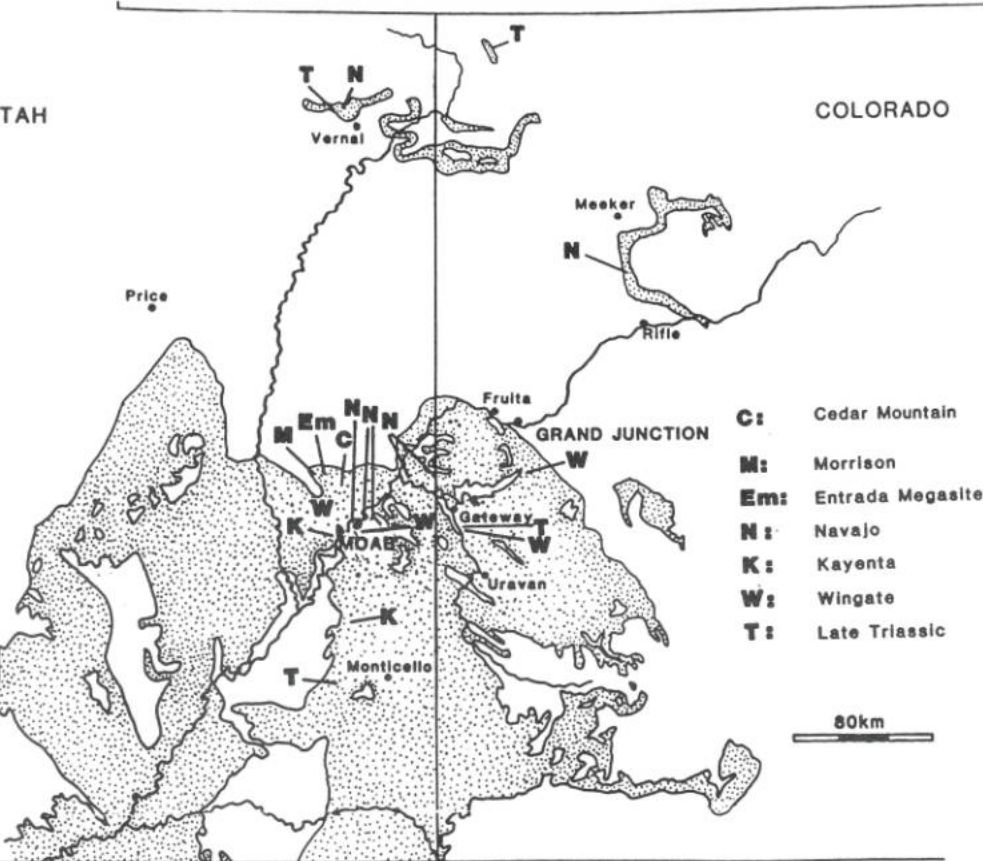 T
T N
TAH
COLORADO
Vernal
Meeker
N
Price
Rifle
Fruita
N N N
Em
M C
GRAND JUNCTION
W
W
K
W
Gateway
T
MOAB
W
Uravan
K
Monticello
T
C: Cedar Mountain
M: Morrison
Em: Entrada Megasite
N: Navajo
K: Kayenta
W: Wingate
T: Late Triassic
80km